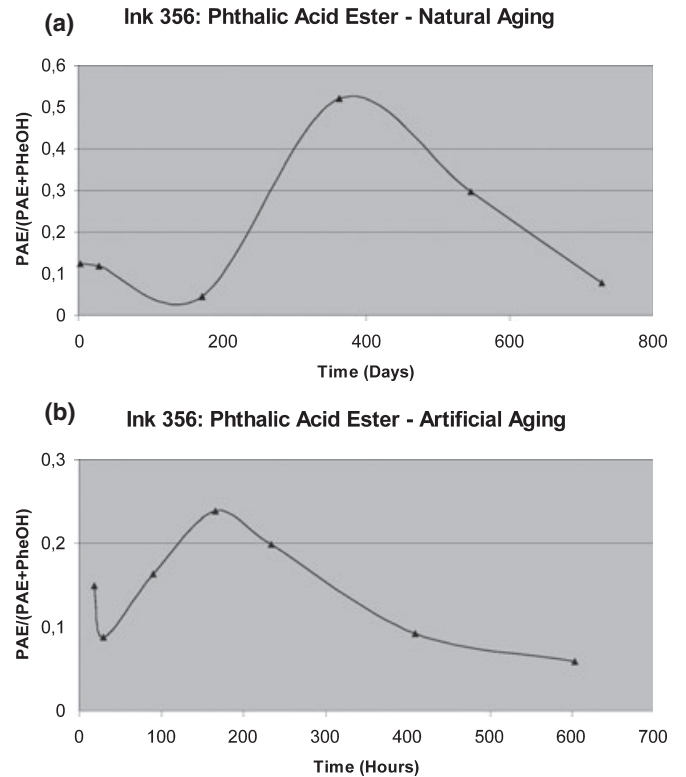 (a)
Ink 356: Phthalic Acid Ester - Natural Aging
PAE/(PAE+PHeOH)
0,6
0,5
0,4
0,3
0,2
0,1
0
0 200 400 600 800
Time (Days)
(b)
Ink 356: Phthalic Acid Ester - Artificial Aging
PAE/(PAE+PheOH)
0,3
0,2
0,1
0
0 100 200 300 400 500 600 700
Time (Hours)